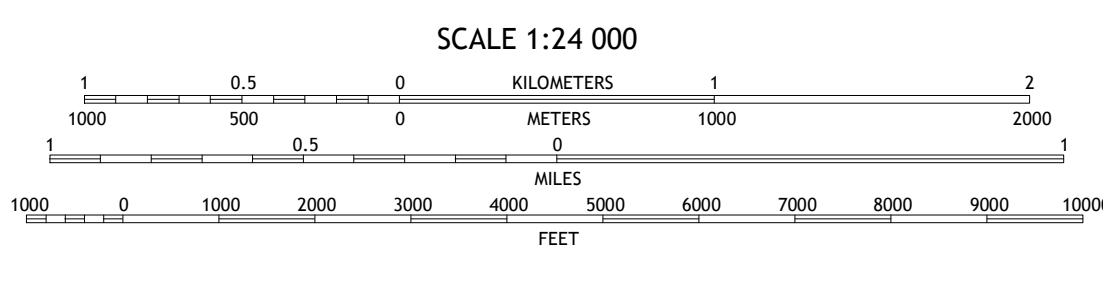 SCALE 1:24 000
1 0.5 0 KILOMETERS 1 2
1000 500 0 METERS 1000 2000
1 0.5 0 1
MILES
1000 0 1000 2000 3000 4000 5000 6000 7000 8000 9000 10000
FEET